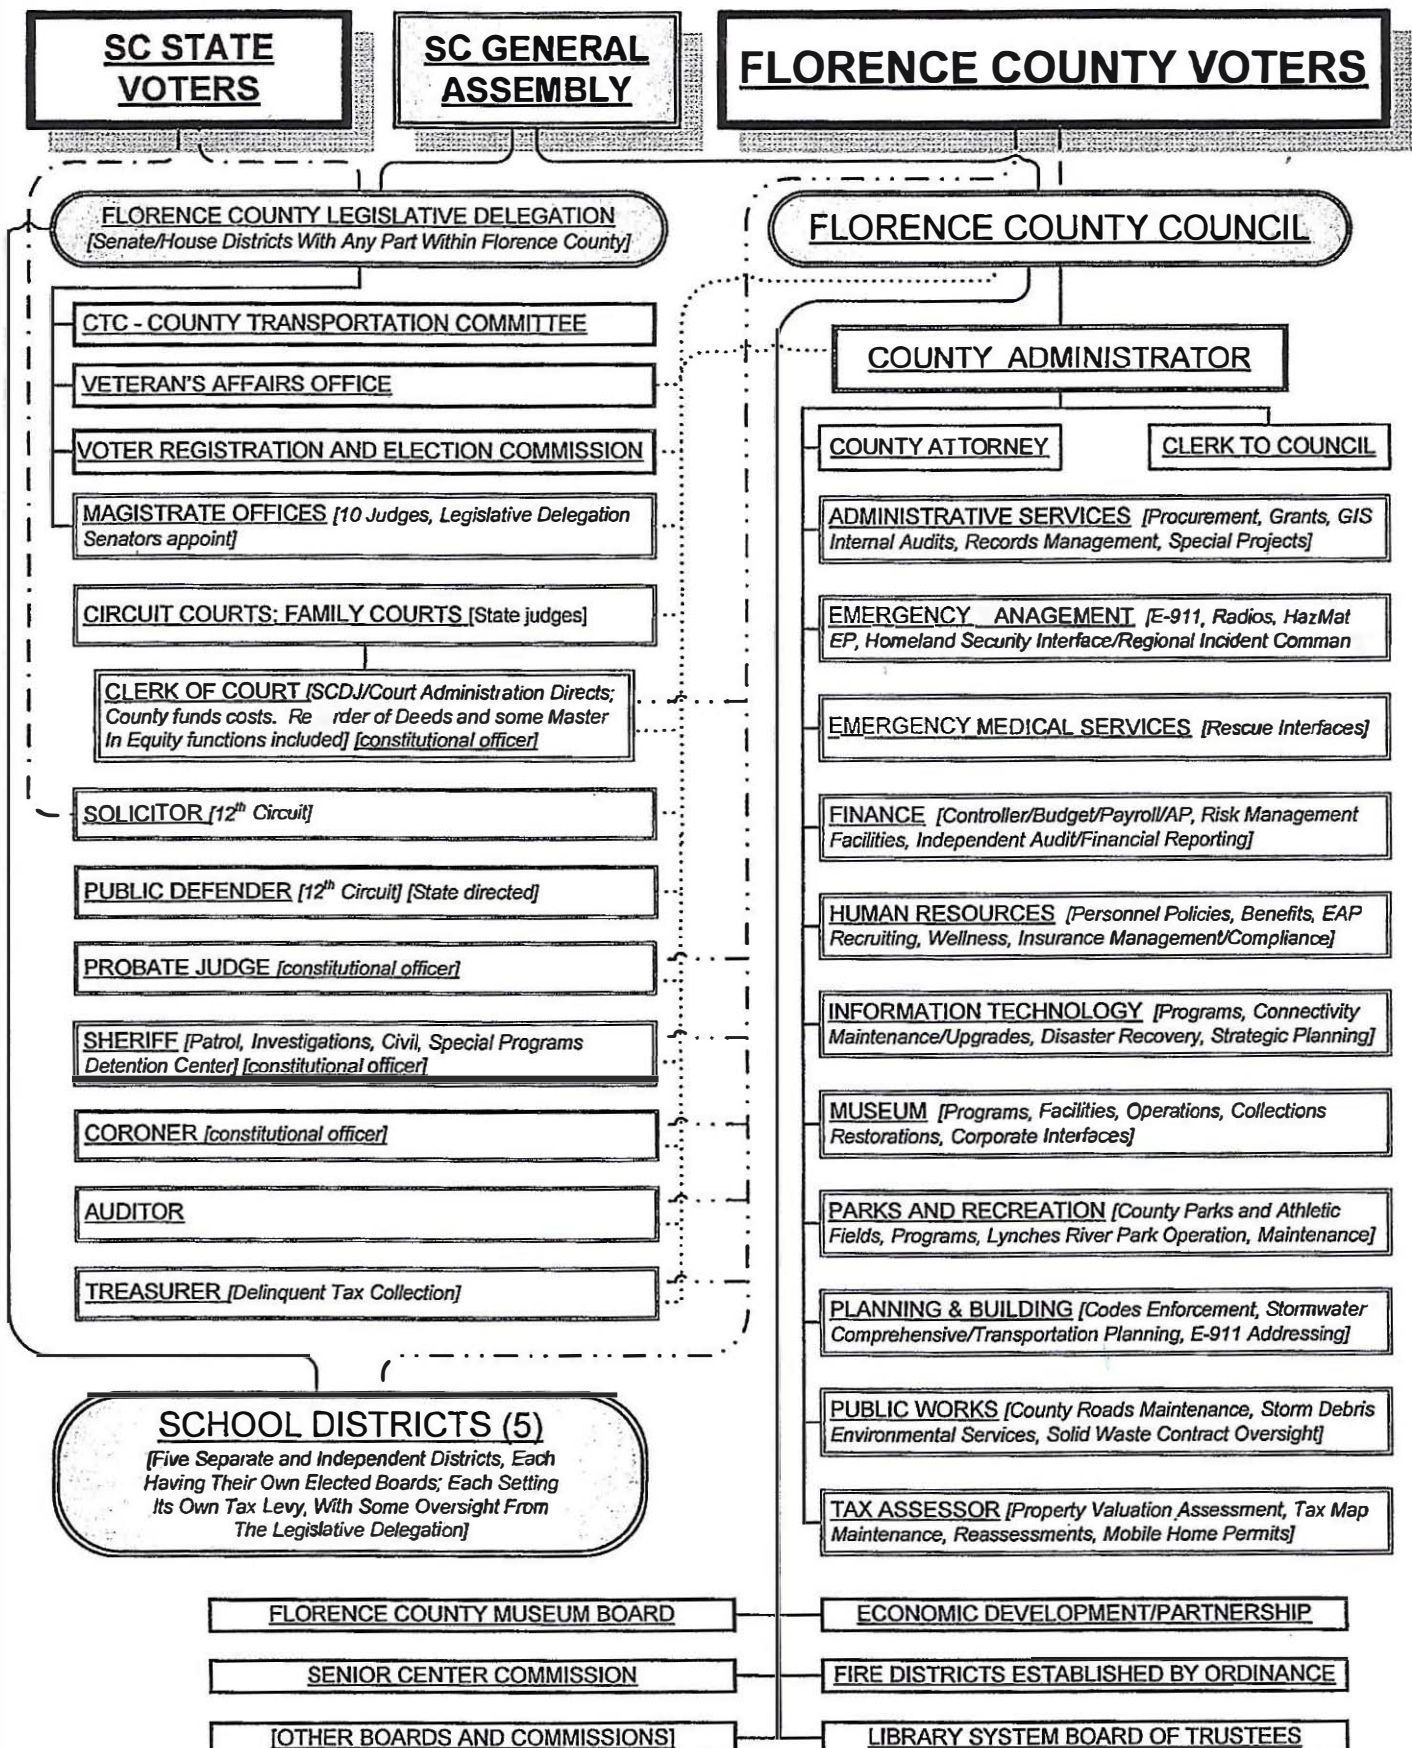 SC STATE
VOTERS
SC GENERAL
ASSEMBLY
FLORENCE COUNTY VOTERS
FLORENCE COUNTY LEGISLATIVE DELEGATION
[Senate/House Districts With Any Part Within Florence County]
FLORENCE COUNTY COUNCIL
CTC - COUNTY TRANSPORTATION COMMITTEE
VETERAN'S AFFAIRS OFFICE
VOTER REGISTRATION AND ELECTION COMMISSION
MAGISTRATE OFFICES [10 Judges, Legislative Delegation
Senators appoint]
CIRCUIT COURTS; FAMILY COURTS [State judges]
CLERK OF COURT [SCDJ/Court Administration Directs;
County funds costs. Re rder of Deeds and some Master
In Equity functions included] [constitutional officer]
SOLICITOR [12th Circuit]
PUBLIC DEFENDER [12th Circuit] [State directed]
PROBATE JUDGE [constitutional officer]
SHERIFF [Patrol, Investigations, Civil, Special Programs
Detention Center] [constitutional officer]
CORONER [constitutional officer]
AUDITOR
TREASURER [Delinquent Tax Collection]
SCHOOL DISTRICTS (5)
[Five Separate and Independent Districts, Each
Having Their Own Elected Boards; Each Setting
Its Own Tax Levy, With Some Oversight From
The Legislative Delegation]
COUNTY ADMINISTRATOR
COUNTY ATTORNEY
CLERK TO COUNCIL
ADMINISTRATIVE SERVICES [Procurement, Grants, GIS
Internal Audits, Records Management, Special Projects]
EMERGENCY ANAGEMENT [E-911, Radios, HazMat
EP, Homeland Security Interface/Regional Incident Comman
EMERGENCY MEDICAL SERVICES [Rescue Interfaces]
FINANCE [Controller/Budget/Payroll/AP, Risk Management
Facilities, Independent Audit/Financial Reporting]
HUMAN RESOURCES [Personnel Policies, Benefits, EAP
Recruiting, Wellness, Insurance Management/Compliance]
INFORMATION TECHNOLOGY [Programs, Connectivity
Maintenance/Upgrades, Disaster Recovery, Strategic Planning]
MUSEUM [Programs, Facilities, Operations, Collections
Restorations, Corporate Interfaces]
PARKS AND RECREATION [County Parks and Athletic
Fields, Programs, Lynches River Park Operation, Maintenance]
PLANNING & BUILDING [Codes Enforcement, Stormwater
Comprehensive/Transportation Planning, E-911 Addressing]
PUBLIC WORKS [County Roads Maintenance, Storm Debris
Environmental Services, Solid Waste Contract Oversight]
TAX ASSESSOR [Property Valuation Assessment, Tax Map
Maintenance, Reassessments, Mobile Home Permits]
FLORENCE COUNTY MUSEUM BOARD
ECONOMIC DEVELOPMENT/PARTNERSHIP
SENIOR CENTER COMMISSION
FIRE DISTRICTS ESTABLISHED BY ORDINANCE
[OTHER BOARDS AND COMMISSIONS]
LIBRARY SYSTEM BOARD OF TRUSTEES